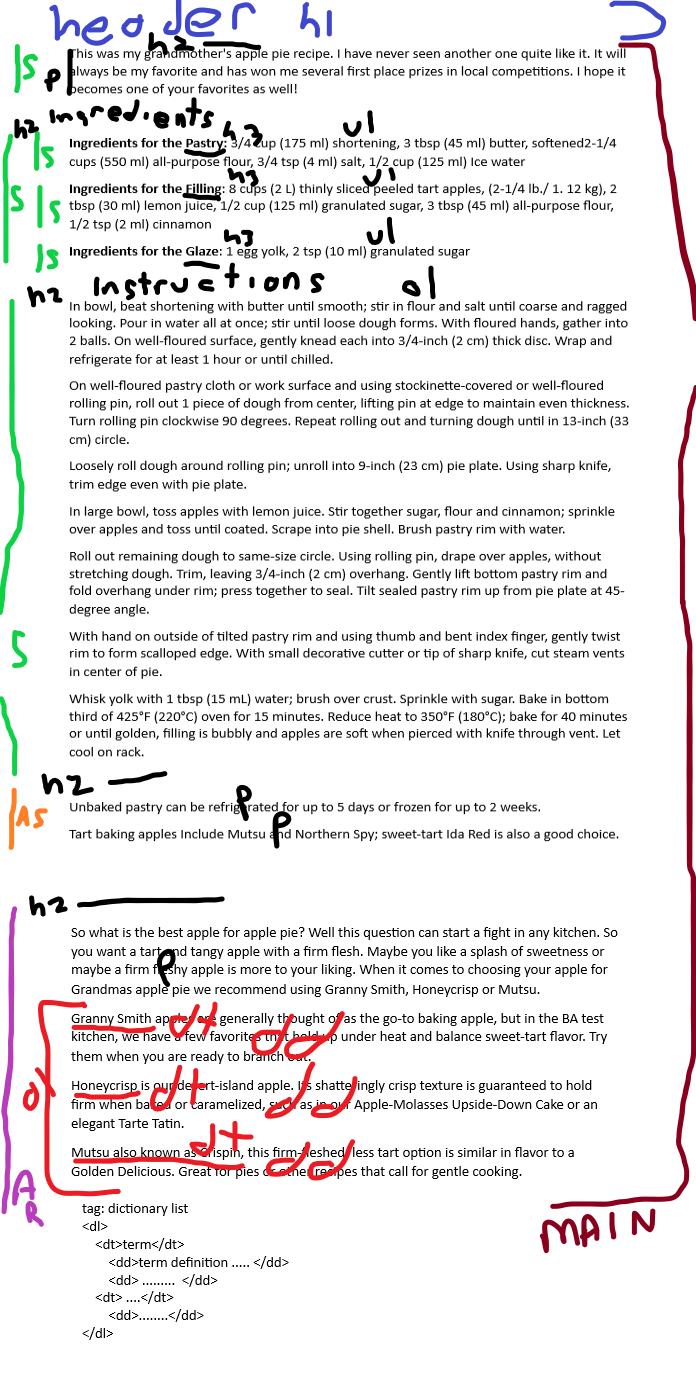 header h1
h2
This was my grandmother's apple pie recipe. I have never seen another one quite like it. It will
always be my favorite and has won me several first place prizes in local competitions. I hope it
becomes one of your favorites as well!
S p
h2 Ingredients
h3 ul
Ingredients for the Pastry: 3/4 cup (175 ml) shortening, 3 tbsp (45 ml) butter, softened2-1/4
cups (550 ml) all-purpose flour, 3/4 tsp (4 ml) salt, 1/2 cup (125 ml) Ice water
S
h3 ul
Ingredients for the Filling: 8 cups (2 L) thinly sliced peeled tart apples, (2-1/4 lb./ 1. 12 kg), 2
tbsp (30 ml) lemon juice, 1/2 cup (125 ml) granulated sugar, 3 tbsp (45 ml) all-purpose flour,
1/2 tsp (2 ml) cinnamon
S S
h3 ul
Ingredients for the Glaze: 1 egg yolk, 2 tsp (10 ml) granulated sugar
S
h2 Instructions ol
In bowl, beat shortening with butter until smooth; stir in flour and salt until coarse and ragged
looking. Pour in water all at once; stir until loose dough forms. With floured hands, gather into
2 balls. On well-floured surface, gently knead each into 3/4-inch (2 cm) thick disc. Wrap and
refrigerate for at least 1 hour or until chilled.
On well-floured pastry cloth or work surface and using stockinette-covered or well-floured
rolling pin, roll out 1 piece of dough from center, lifting pin at edge to maintain even thickness.
Turn rolling pin clockwise 90 degrees. Repeat rolling out and turning dough until in 13-inch (33
cm) circle.
Loosely roll dough around rolling pin; unroll into 9-inch (23 cm) pie plate. Using sharp knife,
trim edge even with pie plate.
In large bowl, toss apples with lemon juice. Stir together sugar, flour and cinnamon; sprinkle
over apples and toss until coated. Scrape into pie shell. Brush pastry rim with water.
Roll out remaining dough to same-size circle. Using rolling pin, drape over apples, without
stretching dough. Trim, leaving 3/4-inch (2 cm) overhang. Gently lift bottom pastry rim and
fold overhang under rim; press together to seal. Tilt sealed pastry rim up from pie plate at 45-
degree angle.
S
With hand on outside of tilted pastry rim and using thumb and bent index finger, gently twist
rim to form scalloped edge. With small decorative cutter or tip of sharp knife, cut steam vents
in center of pie.
Whisk yolk with 1 tbsp (15 mL) water; brush over crust. Sprinkle with sugar. Bake in bottom
third of 425°F (220°C) oven for 15 minutes. Reduce heat to 350°F (180°C); bake for 40 minutes
or until golden, filling is bubbly and apples are soft when pierced with knife through vent. Let
cool on rack.
h2
AS p
Unbaked pastry can be refrigerated for up to 5 days or frozen for up to 2 weeks.
p
Tart baking apples Include Mutsu and Northern Spy; sweet-tart Ida Red is also a good choice.
h2
So what is the best apple for apple pie? Well this question can start a fight in any kitchen. So
you want a tart and tangy apple with a firm flesh. Maybe you like a splash of sweetness or
maybe a firm fleshy apple is more to your liking. When it comes to choosing your apple for
Grandmas apple pie we recommend using Granny Smith, Honeycrisp or Mutsu.
p
Granny Smith apples are generally thought of as the go-to baking apple, but in the BA test
kitchen, we have a few favorites that hold up under heat and balance sweet-tart flavor. Try
them when you are ready to branch out.
dt dd
Honeycrisp is our desert-island apple. Its shatteringly crisp texture is guaranteed to hold
firm when baked or caramelized, such as in our Apple-Molasses Upside-Down Cake or an
elegant Tarte Tatin.
dl dt dd
Mutsu also known as Crispin, this firm-fleshed, less tart option is similar in flavor to a
Golden Delicious. Great for pies or other recipes that call for gentle cooking.
dt dd
AR
MAIN
tag: dictionary list
<dl>
<dt>term</dt>
<dd>term definition ..... </dd>
<dd> ......... </dd>
<dt> ....</dt>
<dd>........</dd>
</dl>